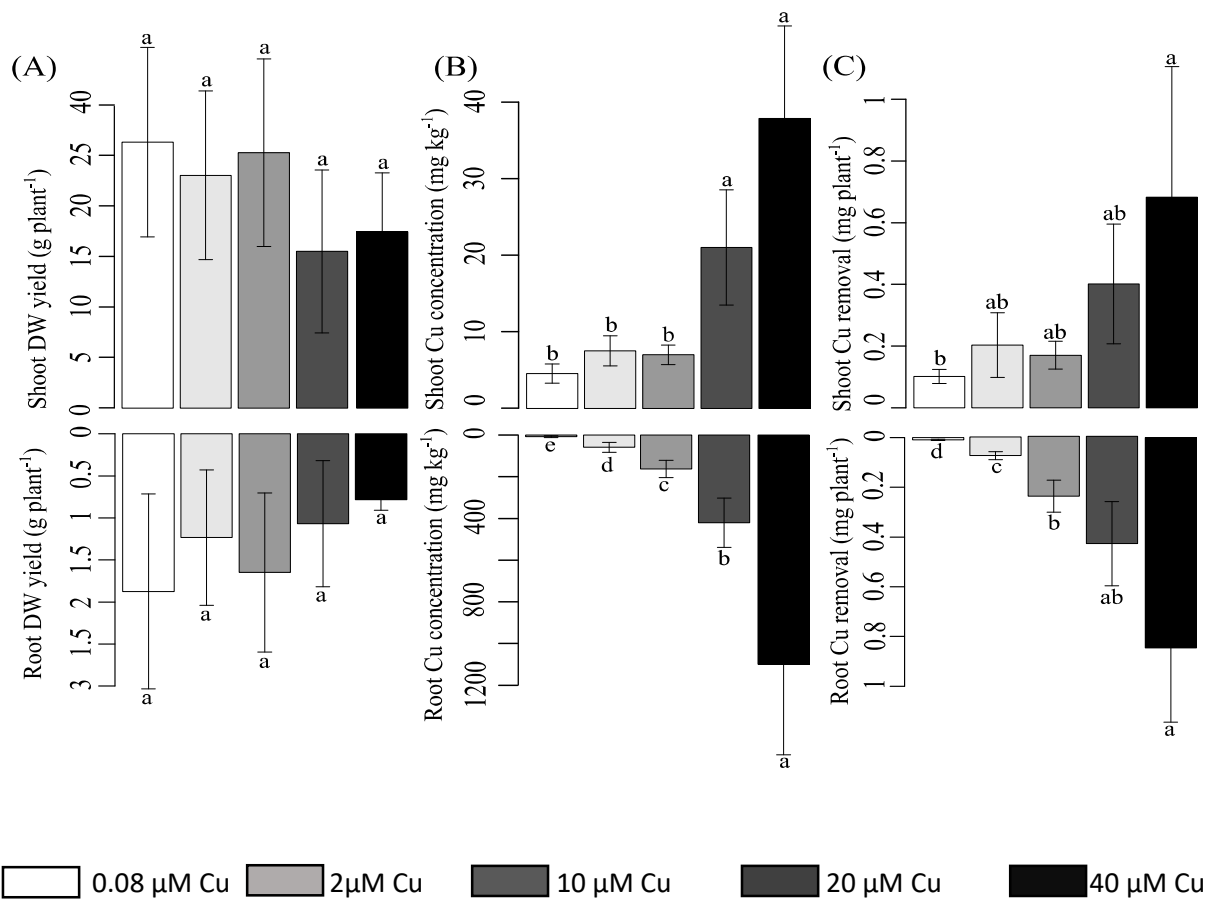 (A)
Shoot DW yield (g plant⁻¹)
40
25
20
15
25
5
0
a
a
a
a
a
Root DW yield (g plant⁻¹)
0
0.5
1
1.5
2
1.5
3
a
a
a
a
a
(B)
Shoot Cu concentration (mg kg⁻¹)
40
30
20
10
0
b
b
b
a
a
Root Cu concentration (mg kg⁻¹)
0
400
800
1200
e
d
c
b
a
(C)
Shoot Cu removal (mg plant⁻¹)
1
0.8
0.6
0.4
0.2
0
b
ab
ab
ab
a
Root Cu removal (mg plant⁻¹)
0
0.2
0.4
0.6
0.8
1
d
c
b
ab
a
0.08 µM Cu
2µM Cu
10 µM Cu
20 µM Cu
40 µM Cu